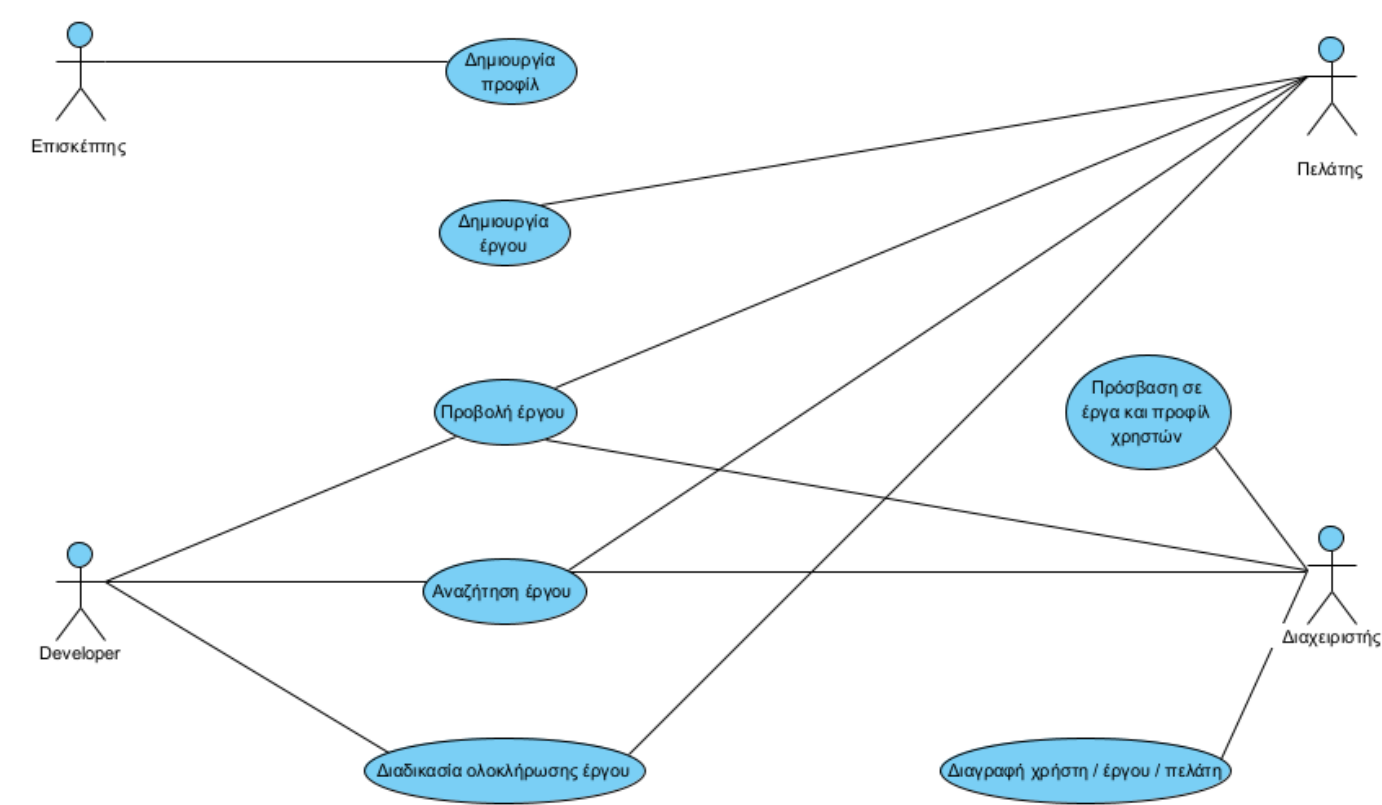 Δημιουργία
προφίλ
Επισκέπτης
Πελάτης
Δημιουργία
έργου
Προβολή έργου
Πρόσβαση σε
έργα και προφίλ
χρηστών
Αναζήτηση έργου
Developer
Διαχειριστής
Διαδικασία ολοκλήρωσης έργου
Διαγραφή χρήστη / έργου / πελάτη